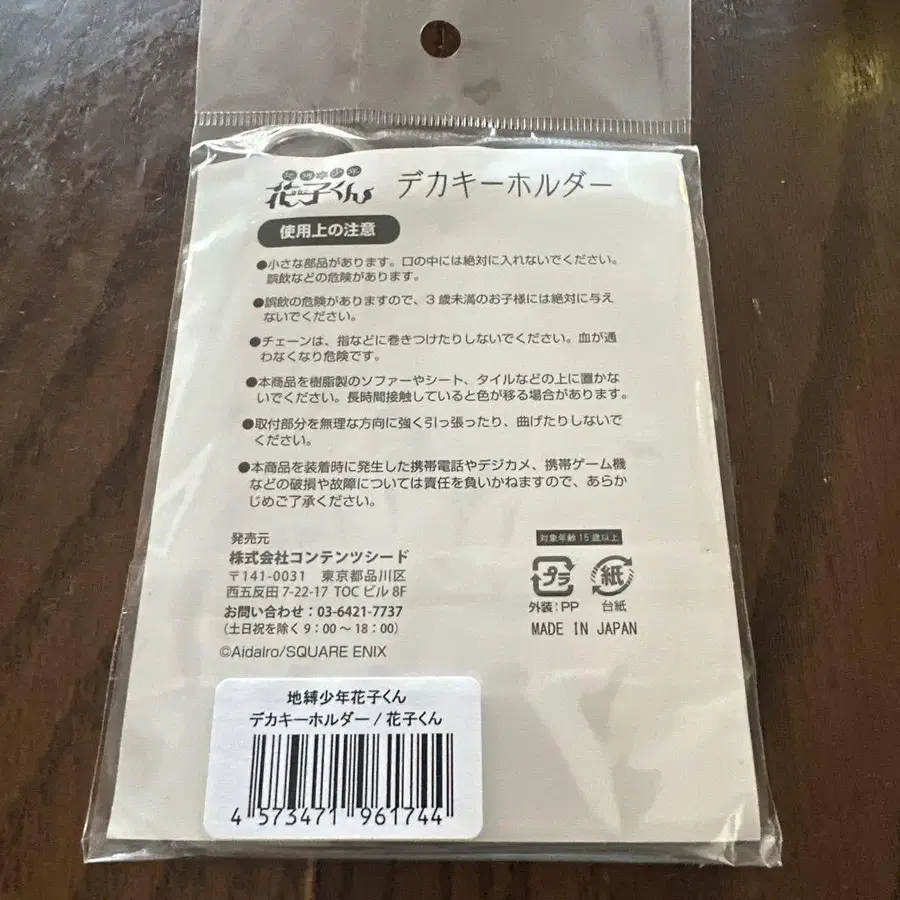 地縛少年
花子くん デカキーホルダー
使用上の注意
●小さな部品があります。口の中には絶対に入れないでください。
誤飲などの危険があります。
●誤飲の危険がありますので、3歳未満のお子様には絶対に与え
ないでください。
●チェーンは、指などに巻きつけたりしないでください。血が通
わなくなり危険です。
●本商品を樹脂製のソファーやシート、タイルなどの上に置かな
いでください。長時間接触していると色が移る場合があります。
●取付部分を無理な方向に強く引っ張ったり、曲げたりしないで
ください。
●本商品を装着時に発生した携帯電話やデジカメ、携帯ゲーム機
などの破損や故障については責任を負いかねますので、あらか
じめご了承ください。
発売元
株式会社コンテンツシード
〒141-0031 東京都品川区
西五反田 7-22-17 TOC ビル 8F
お問い合わせ:03-6421-7737
(土日祝を除く 9:00~18:00)
©AidaIro/SQUARE ENIX
対象年齢15歳以上
プラ 紙
外装:PP 台紙
MADE IN JAPAN
地縛少年花子くん
デカキーホルダー/花子くん
4 573471 961744